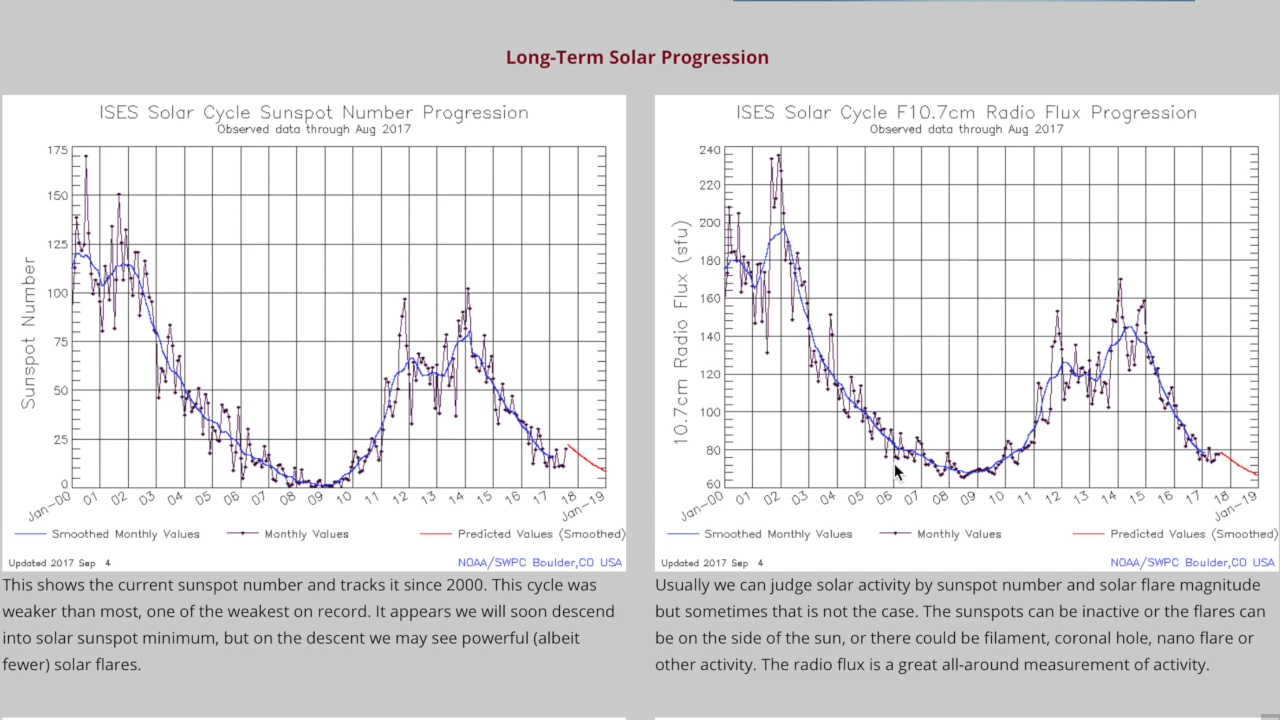 Long-Term Solar Progression
ISES Solar Cycle Sunspot Number Progression
Observed data through Aug 2017
175
150
125
100
75
50
25
0
Sunspot Number
Jan-00 01 02 03 04 05 06 07 08 09 10 11 12 13 14 15 16 17 18 Jan-19
Smoothed Monthly Values Monthly Values Predicted Values (Smoothed)
Updated 2017 Sep 4 NOAA/SWPC Boulder,CO USA
This shows the current sunspot number and tracks it since 2000. This cycle was
weaker than most, one of the weakest on record. It appears we will soon descend
into solar sunspot minimum, but on the descent we may see powerful (albeit
fewer) solar flares.
ISES Solar Cycle F10.7cm Radio Flux Progression
Observed data through Aug 2017
240
220
200
180
160
140
120
100
80
60
10.7cm Radio Flux (sfu)
Jan-00 01 02 03 04 05 06 07 08 09 10 11 12 13 14 15 16 17 18 Jan-19
Smoothed Monthly Values Monthly Values Predicted Values (Smoothed)
Updated 2017 Sep 4 NOAA/SWPC Boulder,CO USA
Usually we can judge solar activity by sunspot number and solar flare magnitude
but sometimes that is not the case. The sunspots can be inactive or the flares can
be on the side of the sun, or there could be filament, coronal hole, nano flare or
other activity. The radio flux is a great all-around measurement of activity.